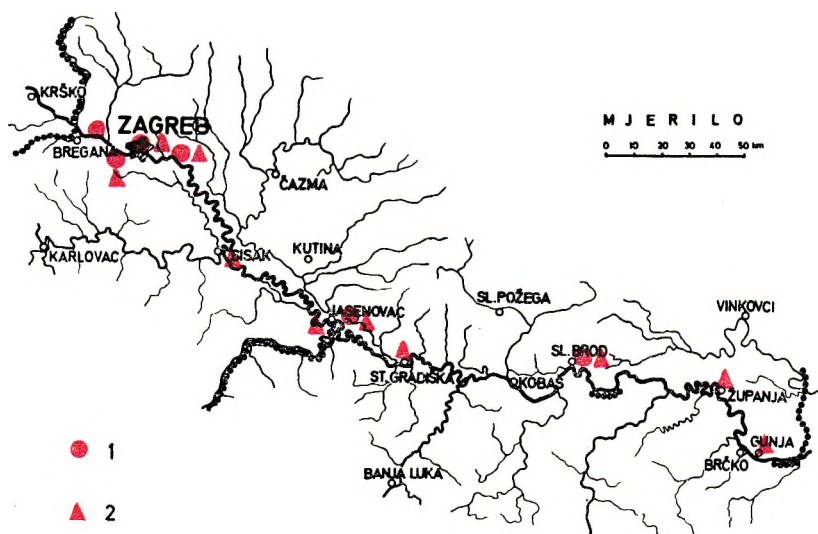 KRŠKO
ZAGREB
BREGANA
MJERILO
0 10 20 30 40 50 km
ČAZMA
KARLOVAC
SISAK
KUTINA
JASENOVAC
SL. POŽEGA
VINKOVCI
ST. GRADIŠKA
SL. BROD
KOBAŠ
ŽUPANJA
GUNJA
BRČKO
BANJA LUKA
1
2